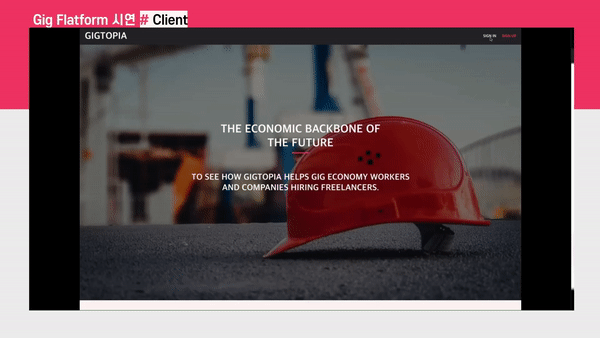 Gig Flatform 시연 # Client
GIGTOPIA
SIGN IN
SIGN UP
THE ECONOMIC BACKBONE OF
THE FUTURE
TO SEE HOW GIGTOPIA HELPS GIG ECONOMY WORKERS
AND COMPANIES HIRING FREELANCERS.